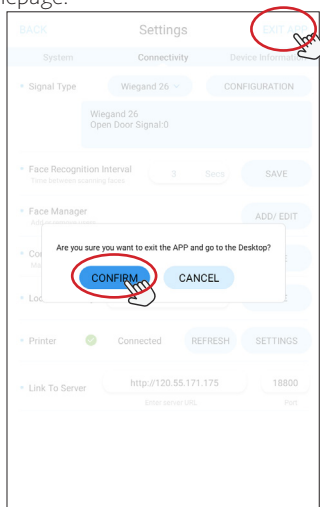 epage.
BACK Settings EXIT APP
System Connectivity Device Information
* Signal Type Wiegand 26 CONFIGURATION
Wiegand 26
Open Door Signal:0
* Face Recognition Interval 3 Secs SAVE
Time between scanning faces
* Face Manager ADD/ EDIT
Are you sure you want to exit the APP and go to the Desktop?
CONFIRM CANCEL
* Printer Connected REFRESH SETTINGS
* Link To Server http://120.55.171.175 18800
Enter server URL Port